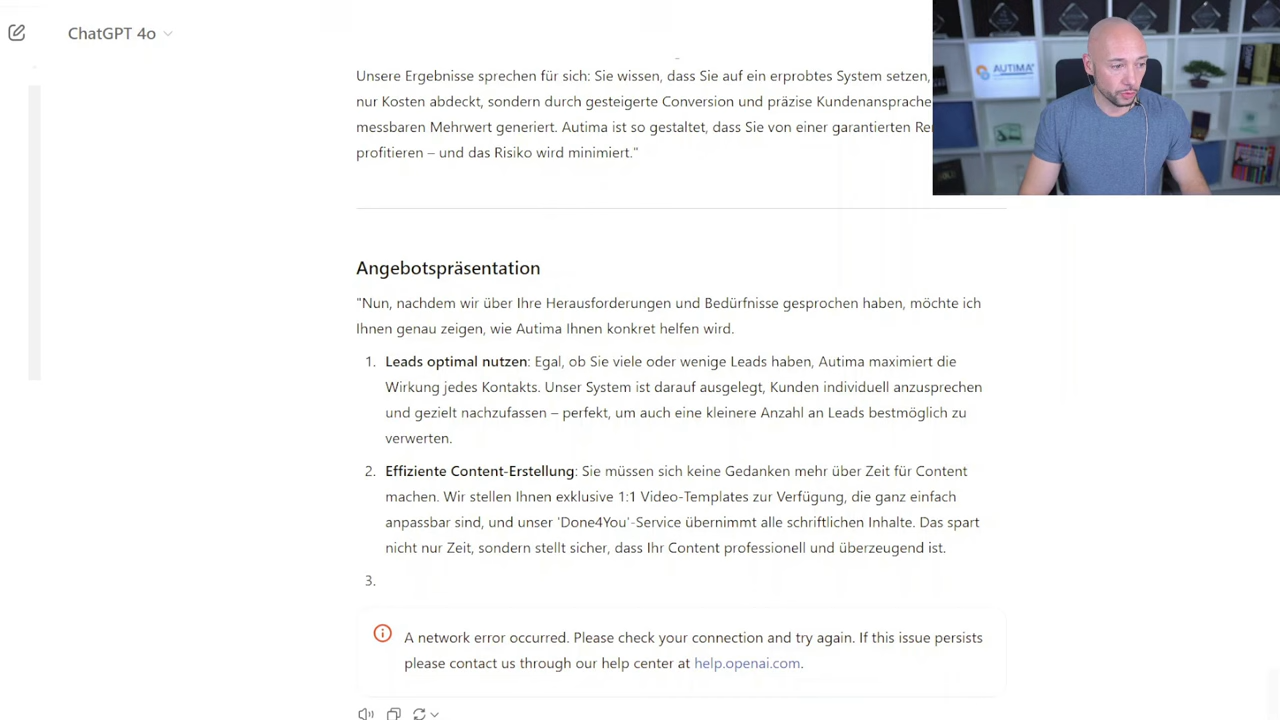 ChatGPT 4o
AUTIMA
Unsere Ergebnisse sprechen für sich: Sie wissen, dass Sie auf ein erprobtes System setzen,
nur Kosten abdeckt, sondern durch gesteigerte Conversion und präzise Kundenansprache
messbaren Mehrwert generiert. Autima ist so gestaltet, dass Sie von einer garantierten Ren
profitieren – und das Risiko wird minimiert."
Angebotspräsentation
"Nun, nachdem wir über Ihre Herausforderungen und Bedürfnisse gesprochen haben, möchte ich
Ihnen genau zeigen, wie Autima Ihnen konkret helfen wird.
1. Leads optimal nutzen: Egal, ob Sie viele oder wenige Leads haben, Autima maximiert die
Wirkung jedes Kontakts. Unser System ist darauf ausgelegt, Kunden individuell anzusprechen
und gezielt nachzufassen – perfekt, um auch eine kleinere Anzahl an Leads bestmöglich zu
verwerten.
2. Effiziente Content-Erstellung: Sie müssen sich keine Gedanken mehr über Zeit für Content
machen. Wir stellen Ihnen exklusive 1:1 Video-Templates zur Verfügung, die ganz einfach
anpassbar sind, und unser 'Done4You'-Service übernimmt alle schriftlichen Inhalte. Das spart
nicht nur Zeit, sondern stellt sicher, dass Ihr Content professionell und überzeugend ist.
3.
A network error occurred. Please check your connection and try again. If this issue persists
please contact us through our help center at help.openai.com.